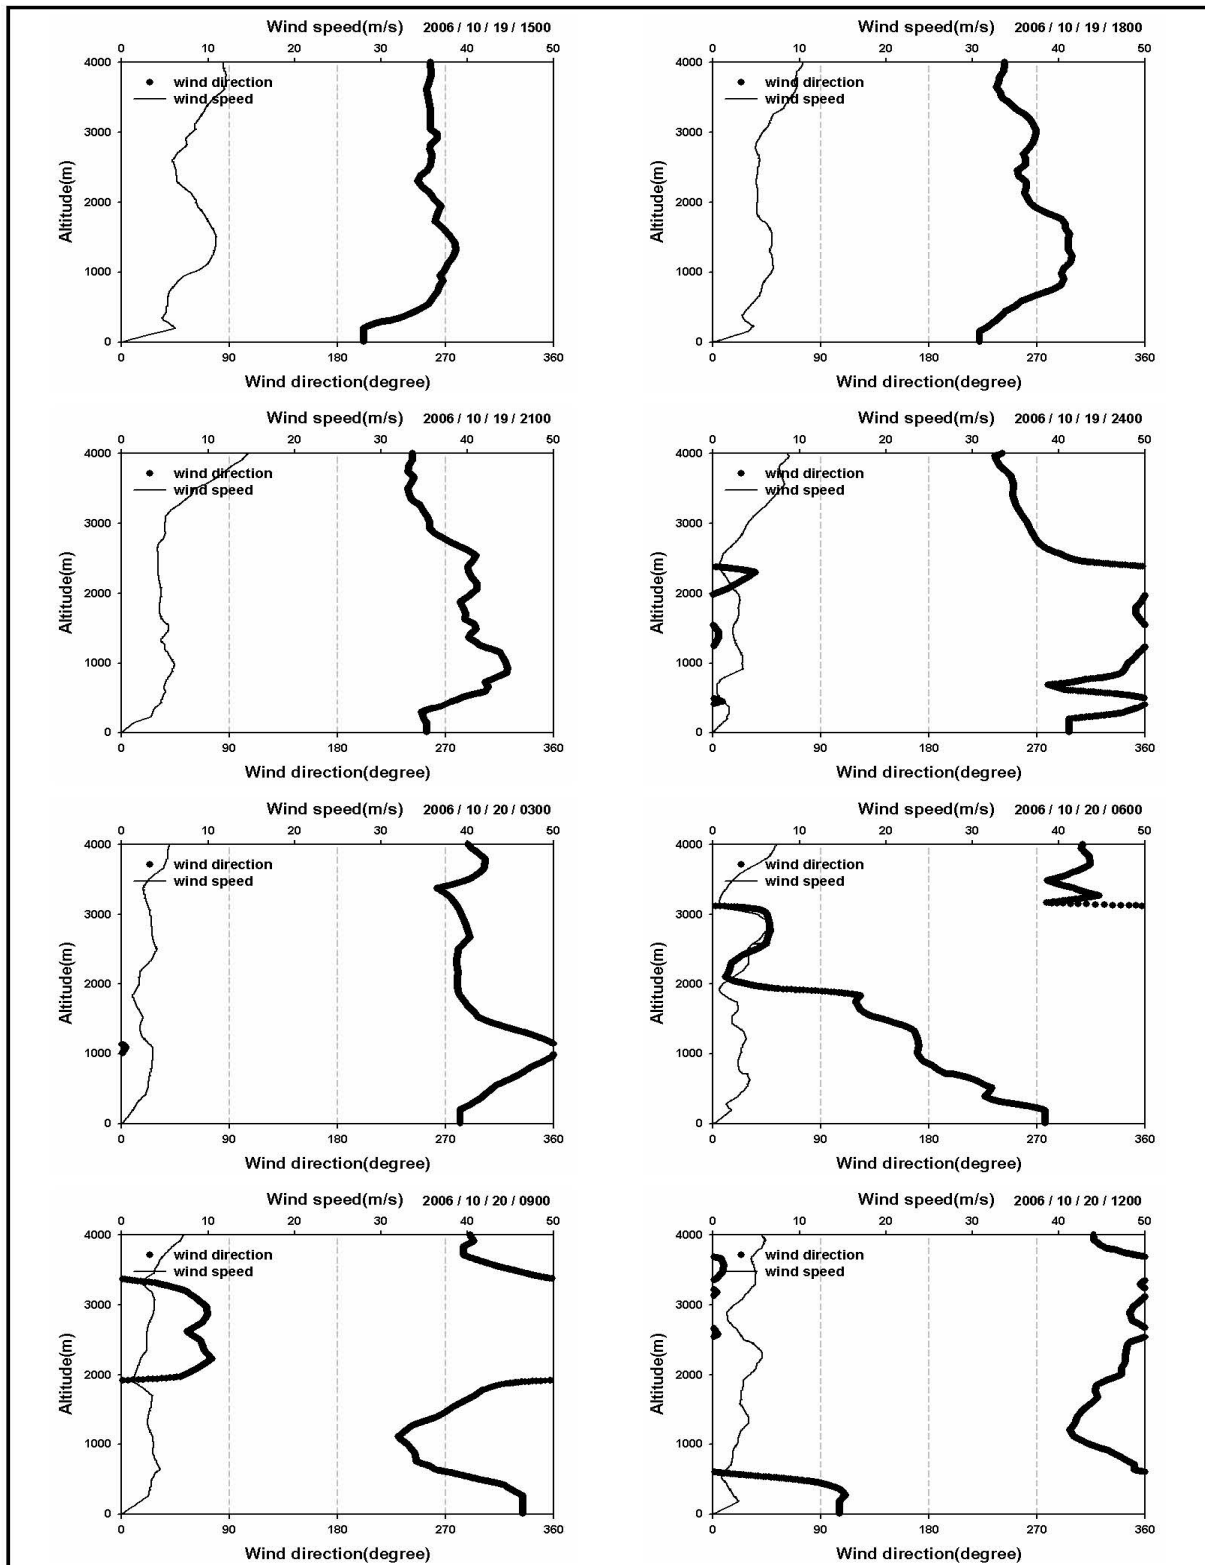 Wind speed(m/s) 2006 / 10 / 19 / 1500
0 10 20 30 40 50
4000
wind direction
wind speed
3000
Altitude(m)
2000
1000
0
0 90 180 270 360
Wind direction(degree)
Wind speed(m/s) 2006 / 10 / 19 / 1800
0 10 20 30 40 50
4000
wind direction
wind speed
3000
Altitude(m)
2000
1000
0
0 90 180 270 360
Wind direction(degree)
Wind speed(m/s) 2006 / 10 / 19 / 2100
0 10 20 30 40 50
4000
wind direction
wind speed
3000
Altitude(m)
2000
1000
0
0 90 180 270 360
Wind direction(degree)
Wind speed(m/s) 2006 / 10 / 19 / 2400
0 10 20 30 40 50
4000
wind direction
wind speed
3000
Altitude(m)
2000
1000
0
0 90 180 270 360
Wind direction(degree)
Wind speed(m/s) 2006 / 10 / 20 / 0300
0 10 20 30 40 50
4000
wind direction
wind speed
3000
Altitude(m)
2000
1000
0
0 90 180 270 360
Wind direction(degree)
Wind speed(m/s) 2006 / 10 / 20 / 0600
0 10 20 30 40 50
4000
wind direction
wind speed
3000
Altitude(m)
2000
1000
0
0 90 180 270 360
Wind direction(degree)
Wind speed(m/s) 2006 / 10 / 20 / 0900
0 10 20 30 40 50
4000
wind direction
wind speed
3000
Altitude(m)
2000
1000
0
0 90 180 270 360
Wind direction(degree)
Wind speed(m/s) 2006 / 10 / 20 / 1200
0 10 20 30 40 50
4000
wind direction
wind speed
3000
Altitude(m)
2000
1000
0
0 90 180 270 360
Wind direction(degree)